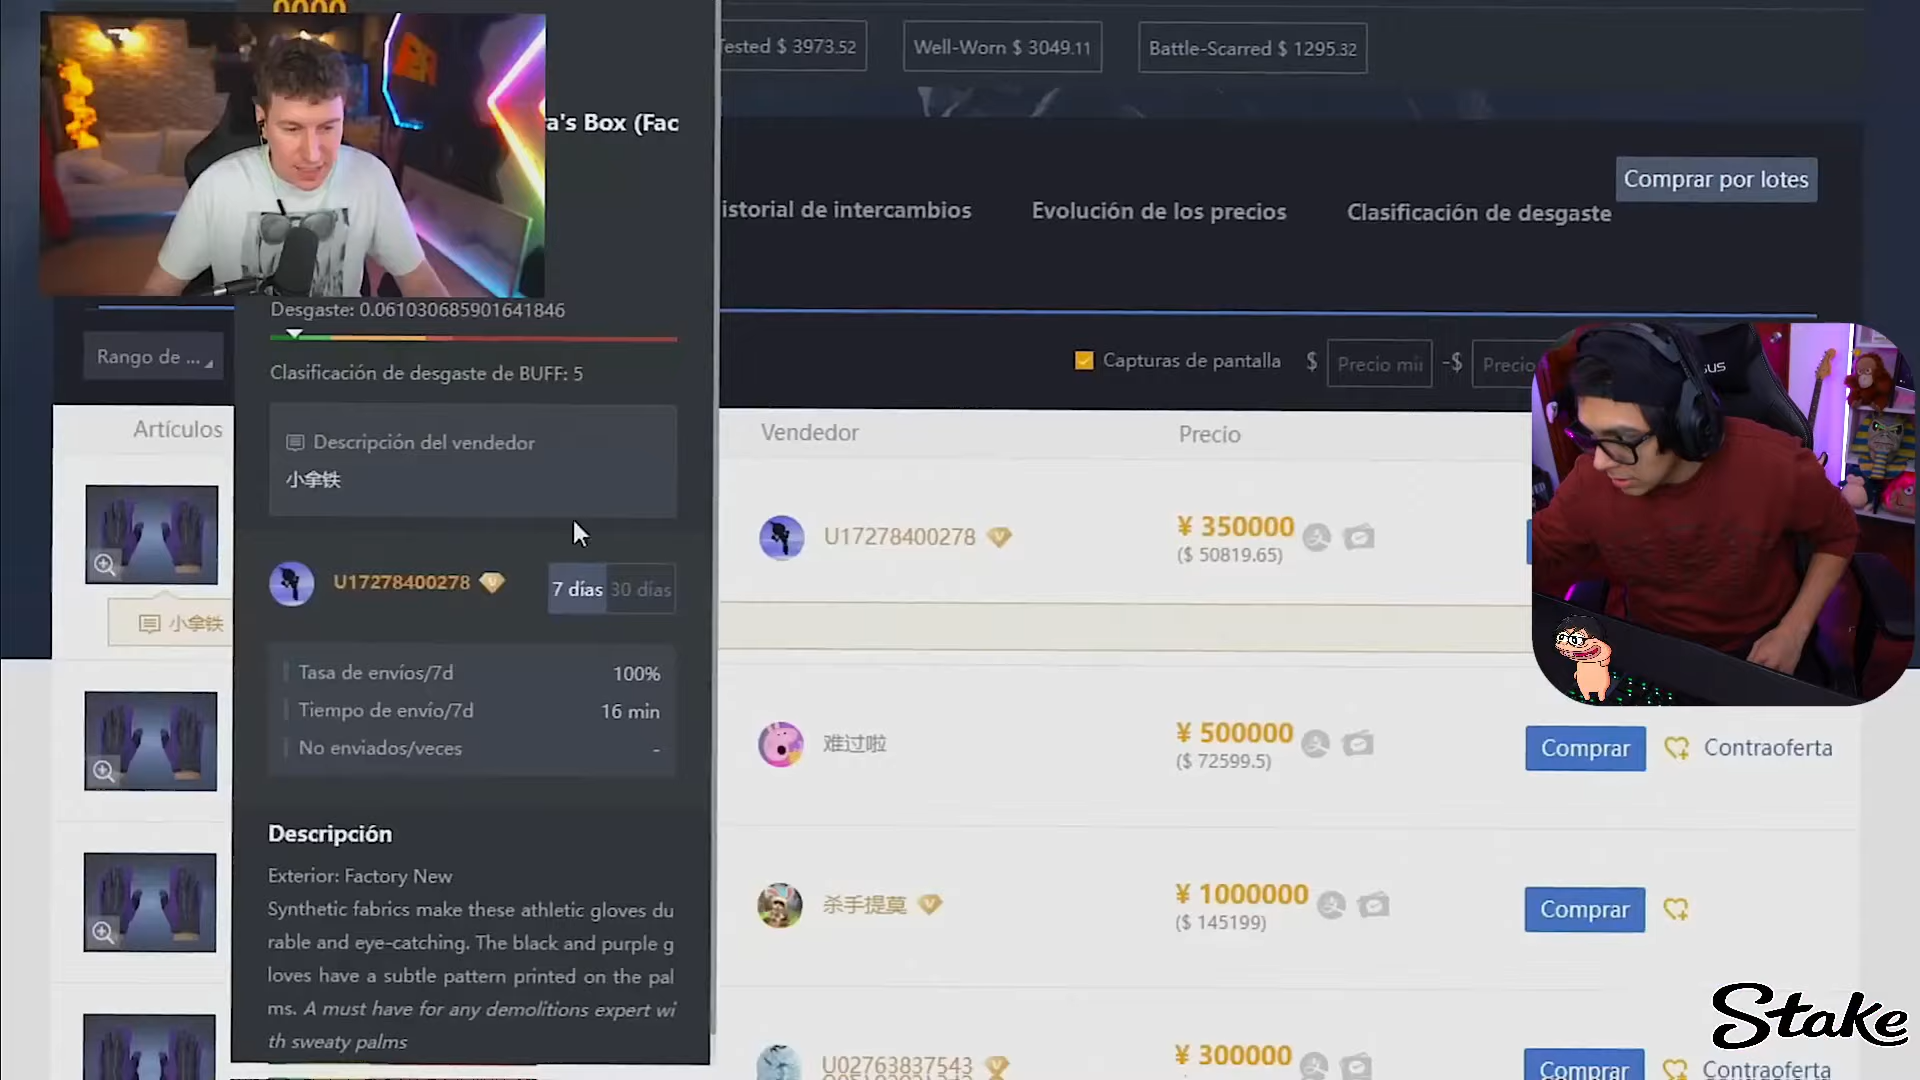 Tested $ 3973.52
Well-Worn $ 3049.11
Battle-Scarred $ 1295.32
a's Box (Fac
Comprar por lotes
istorial de intercambios
Evolución de los precios
Clasificación de desgaste
Desgaste: 0.061030685901641846
Rango de ...
Clasificación de desgaste de BUFF: 5
Capturas de pantalla
$ Precio mii
-$ Precio
Artículos
Descripción del vendedor
小拿铁
Vendedor
Precio
U17278400278
¥ 350000
($ 50819.65)
U17278400278
7 días
30 días
小拿铁
Tasa de envíos/7d 100%
Tiempo de envío/7d 16 min
No enviados/veces -
难过啦
¥ 500000
($ 72599.5)
Comprar
Contraoferta
Descripción
Exterior: Factory New
Synthetic fabrics make these athletic gloves du
rable and eye-catching. The black and purple g
loves have a subtle pattern printed on the pal
ms. A must have for any demolitions expert wi
th sweaty palms
杀手提莫
¥ 1000000
($ 145199)
Comprar
U02763837543
¥ 300000
Comprar
Contraoferta
Stake